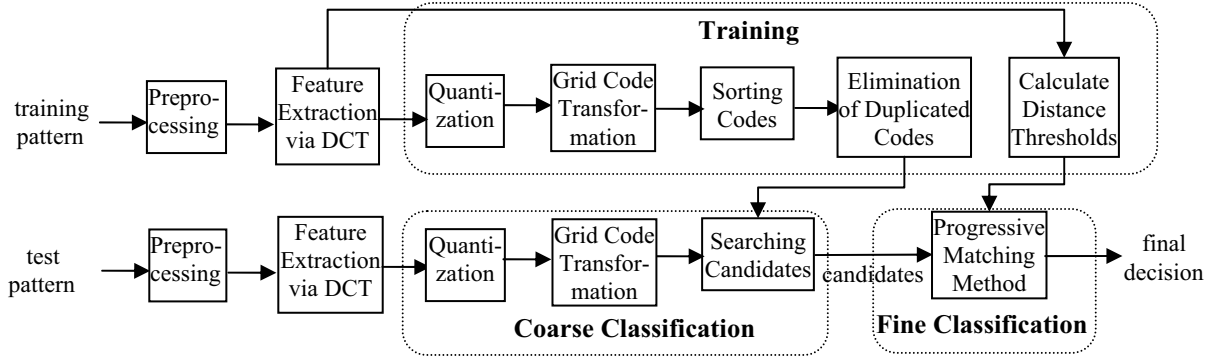 Training
training
pattern
Prepro-
cessing
Feature
Extraction
via DCT
Quanti-
zation
Grid Code
Transfor-
mation
Sorting
Codes
Elimination
of Duplicated
Codes
Calculate
Distance
Thresholds
test
pattern
Prepro-
cessing
Feature
Extraction
via DCT
Quanti-
zation
Grid Code
Transfor-
mation
Searching
Candidates
candidates
Progressive
Matching
Method
final
decision
Coarse Classification
Fine Classification